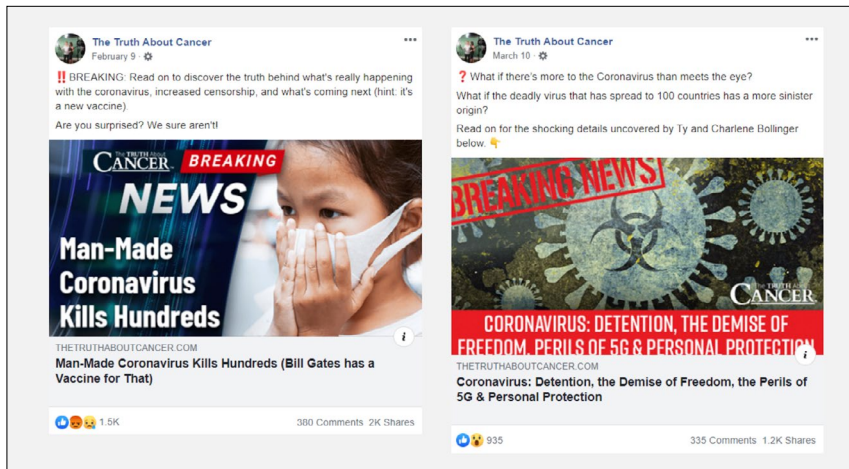 The Truth About Cancer
February 9 ·
‼ BREAKING: Read on to discover the truth behind what's really happening
with the coronavirus, increased censorship, and what's coming next (hint: it's
a new vaccine).
Are you surprised? We sure aren't!
The TRUTH About
CANCER
BREAKING
NEWS
Man-Made
Coronavirus
Kills Hundreds
i
THETRUTHABOUTCANCER.COM
Man-Made Coronavirus Kills Hundreds (Bill Gates has a
Vaccine for That)
1.5K
380 Comments 2K Shares
The Truth About Cancer
March 10 ·
❓ What if there's more to the Coronavirus than meets the eye?
What if the deadly virus that has spread to 100 countries has a more sinister
origin?
Read on for the shocking details uncovered by Ty and Charlene Bollinger
below. 👇
BREAKING NEWS
The TRUTH About
CANCER
CORONAVIRUS: DETENTION, THE DEMISE OF
FREEDOM, PERILS OF 5G & PERSONAL PROTECTION
i
THETRUTHABOUTCANCER.COM
Coronavirus: Detention, the Demise of Freedom, the Perils of
5G & Personal Protection
935
335 Comments 1.2K Shares